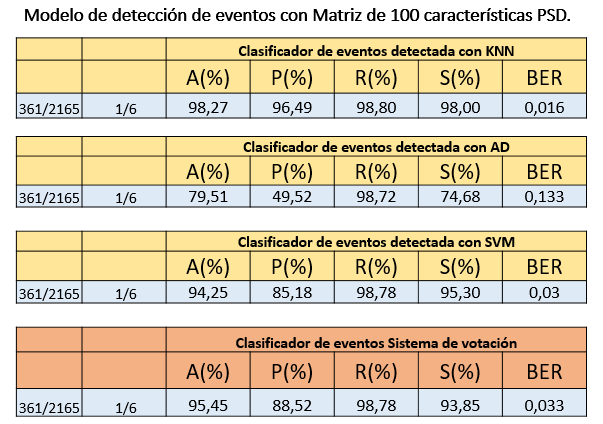 Modelo de detección de eventos con Matriz de 100 características PSD.
Clasificador de eventos detectada con KNN
A(%) P(%) R(%) S(%) BER
361/2165 1/6 98,27 96,49 98,80 98,00 0,016
Clasificador de eventos detectada con AD
A(%) P(%) R(%) S(%) BER
361/2165 1/6 79,51 49,52 98,72 74,68 0,133
Clasificador de eventos detectada con SVM
A(%) P(%) R(%) S(%) BER
361/2165 1/6 94,25 85,18 98,78 95,30 0,03
Clasificador de eventos Sistema de votación
A(%) P(%) R(%) S(%) BER
361/2165 1/6 95,45 88,52 98,78 93,85 0,033